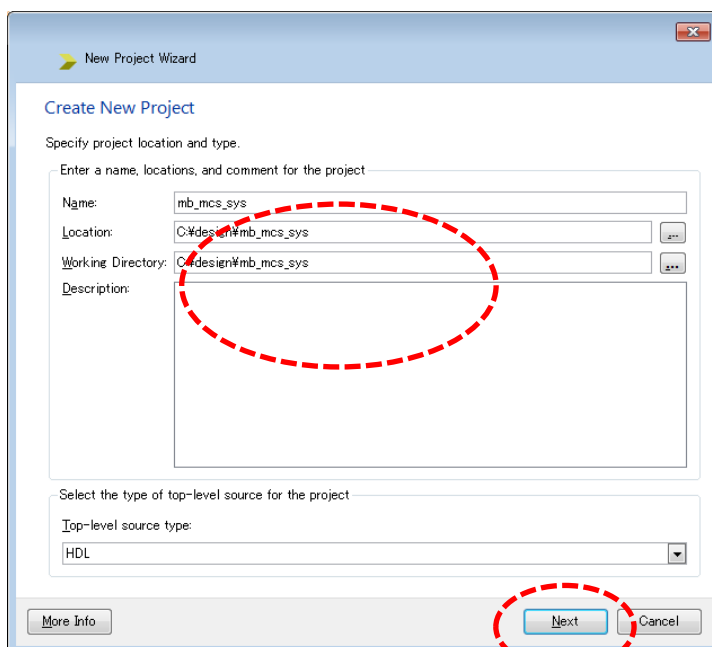 New Project Wizard
Create New Project
Specify project location and type.
Enter a name, locations, and comment for the project
Name: mb_mcs_sys
Location: C:¥design¥mb_mcs_sys ...
Working Directory: C:¥design¥mb_mcs_sys ...
Description:
Select the type of top-level source for the project
Top-level source type:
HDL
More Info Next Cancel